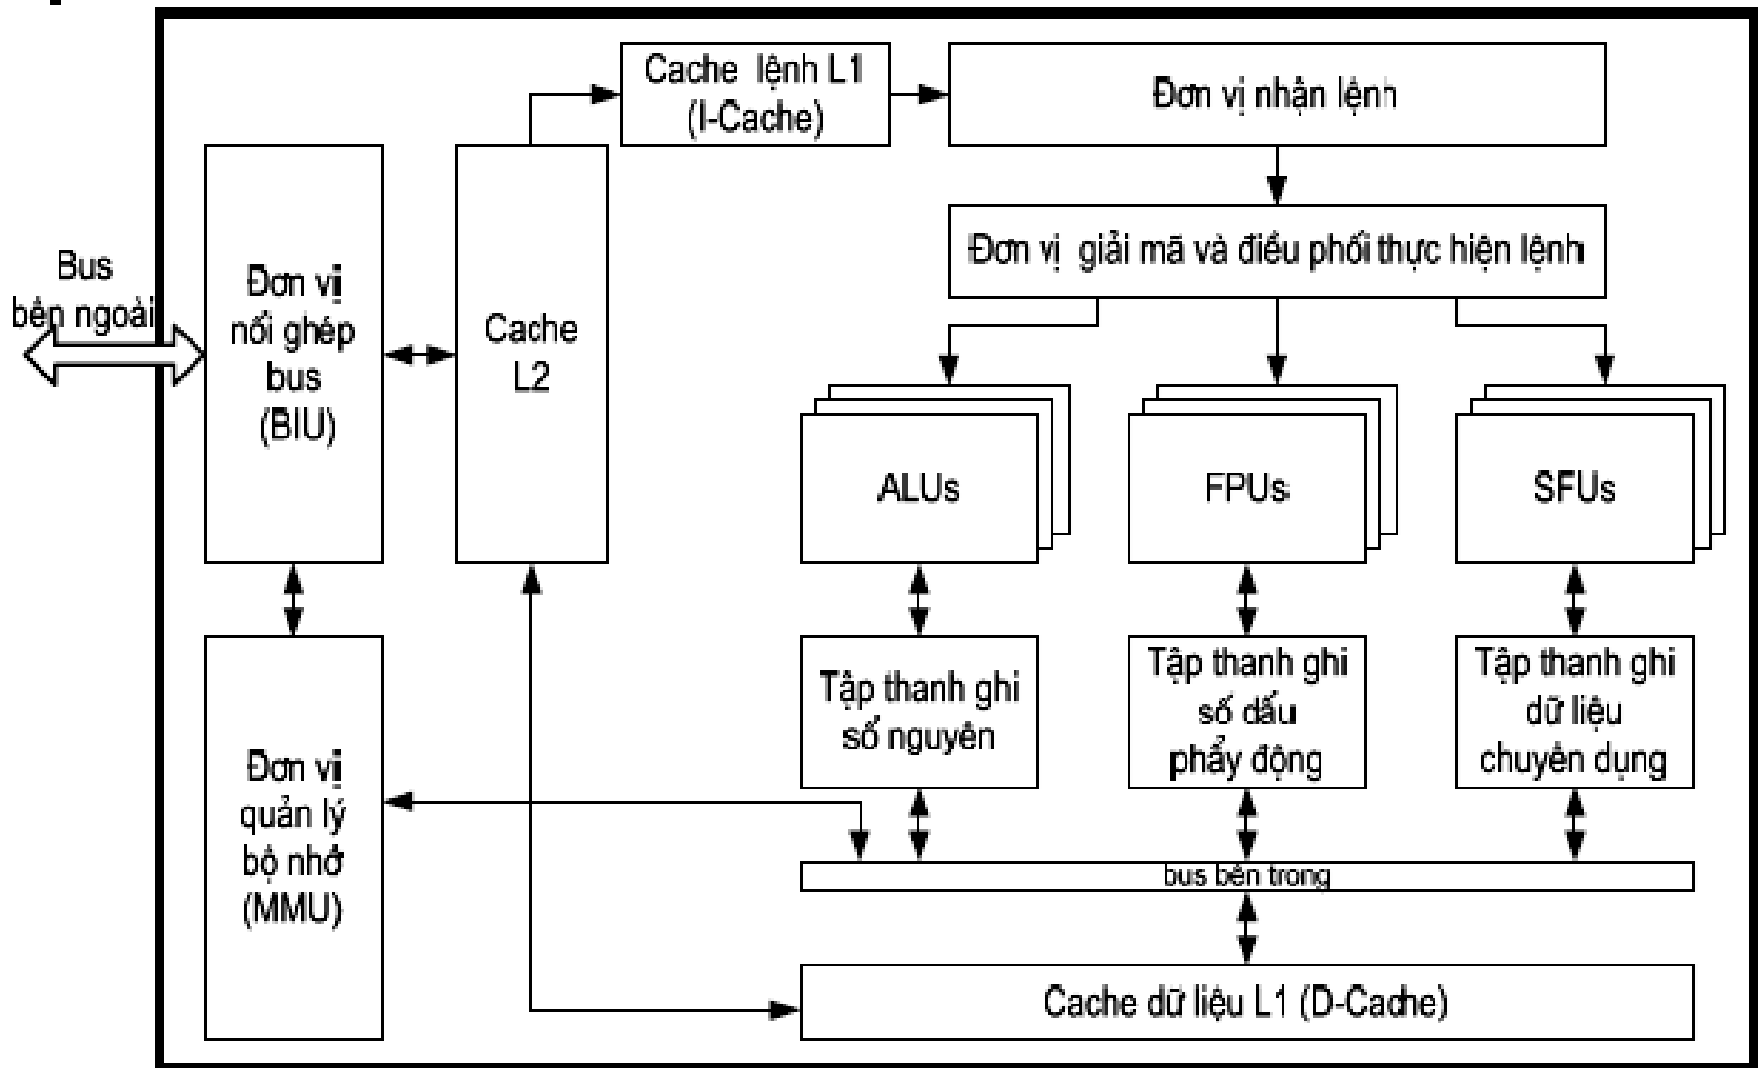 Cache lệnh L1
(I-Cache)
Đơn vị nhận lệnh
Đơn vị giải mã và điều phối thực hiện lệnh
Bus
bên ngoài
Đơn vị
nối ghép
bus
(BIU)
Cache
L2
ALUs
FPUs
SFUs
Tập thanh ghi
số nguyên
Tập thanh ghi
số dấu
phẩy động
Tập thanh ghi
dữ liệu
chuyên dụng
Đơn vị
quản lý
bộ nhớ
(MMU)
bus bên trong
Cache dữ liệu L1 (D-Cache)